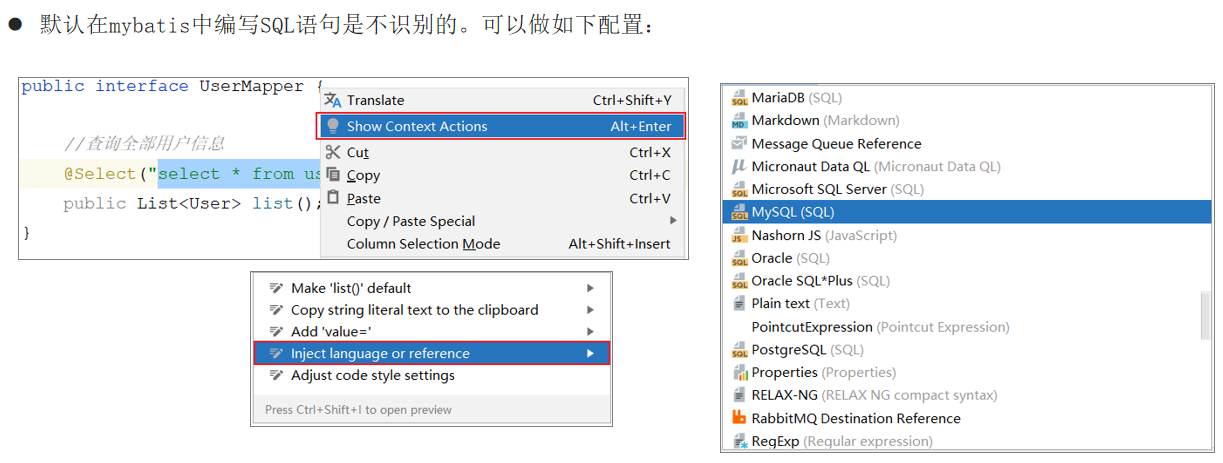 ● 默认在mybatis中编写SQL语句是不识别的。可以做如下配置：
public interface UserMapper {
//查询全部用户信息
@Select("select * from us
public List<User> list();
}
Translate Ctrl+Shift+Y
Show Context Actions Alt+Enter
Cut Ctrl+X
Copy Ctrl+C
Paste Ctrl+V
Copy / Paste Special
Column Selection Mode Alt+Shift+Insert
Make 'list()' default
Copy string literal text to the clipboard
Add 'value='
Inject language or reference
Adjust code style settings
Press Ctrl+Shift+I to open preview
MariaDB (SQL)
Markdown (Markdown)
Message Queue Reference
Micronaut Data QL (Micronaut Data QL)
Microsoft SQL Server (SQL)
MySQL (SQL)
Nashorn JS (JavaScript)
Oracle (SQL)
Oracle SQL*Plus (SQL)
Plain text (Text)
PointcutExpression (Pointcut Expression)
PostgreSQL (SQL)
Properties (Properties)
RELAX-NG (RELAX NG compact syntax)
RabbitMQ Destination Reference
RegExp (Regular expression)